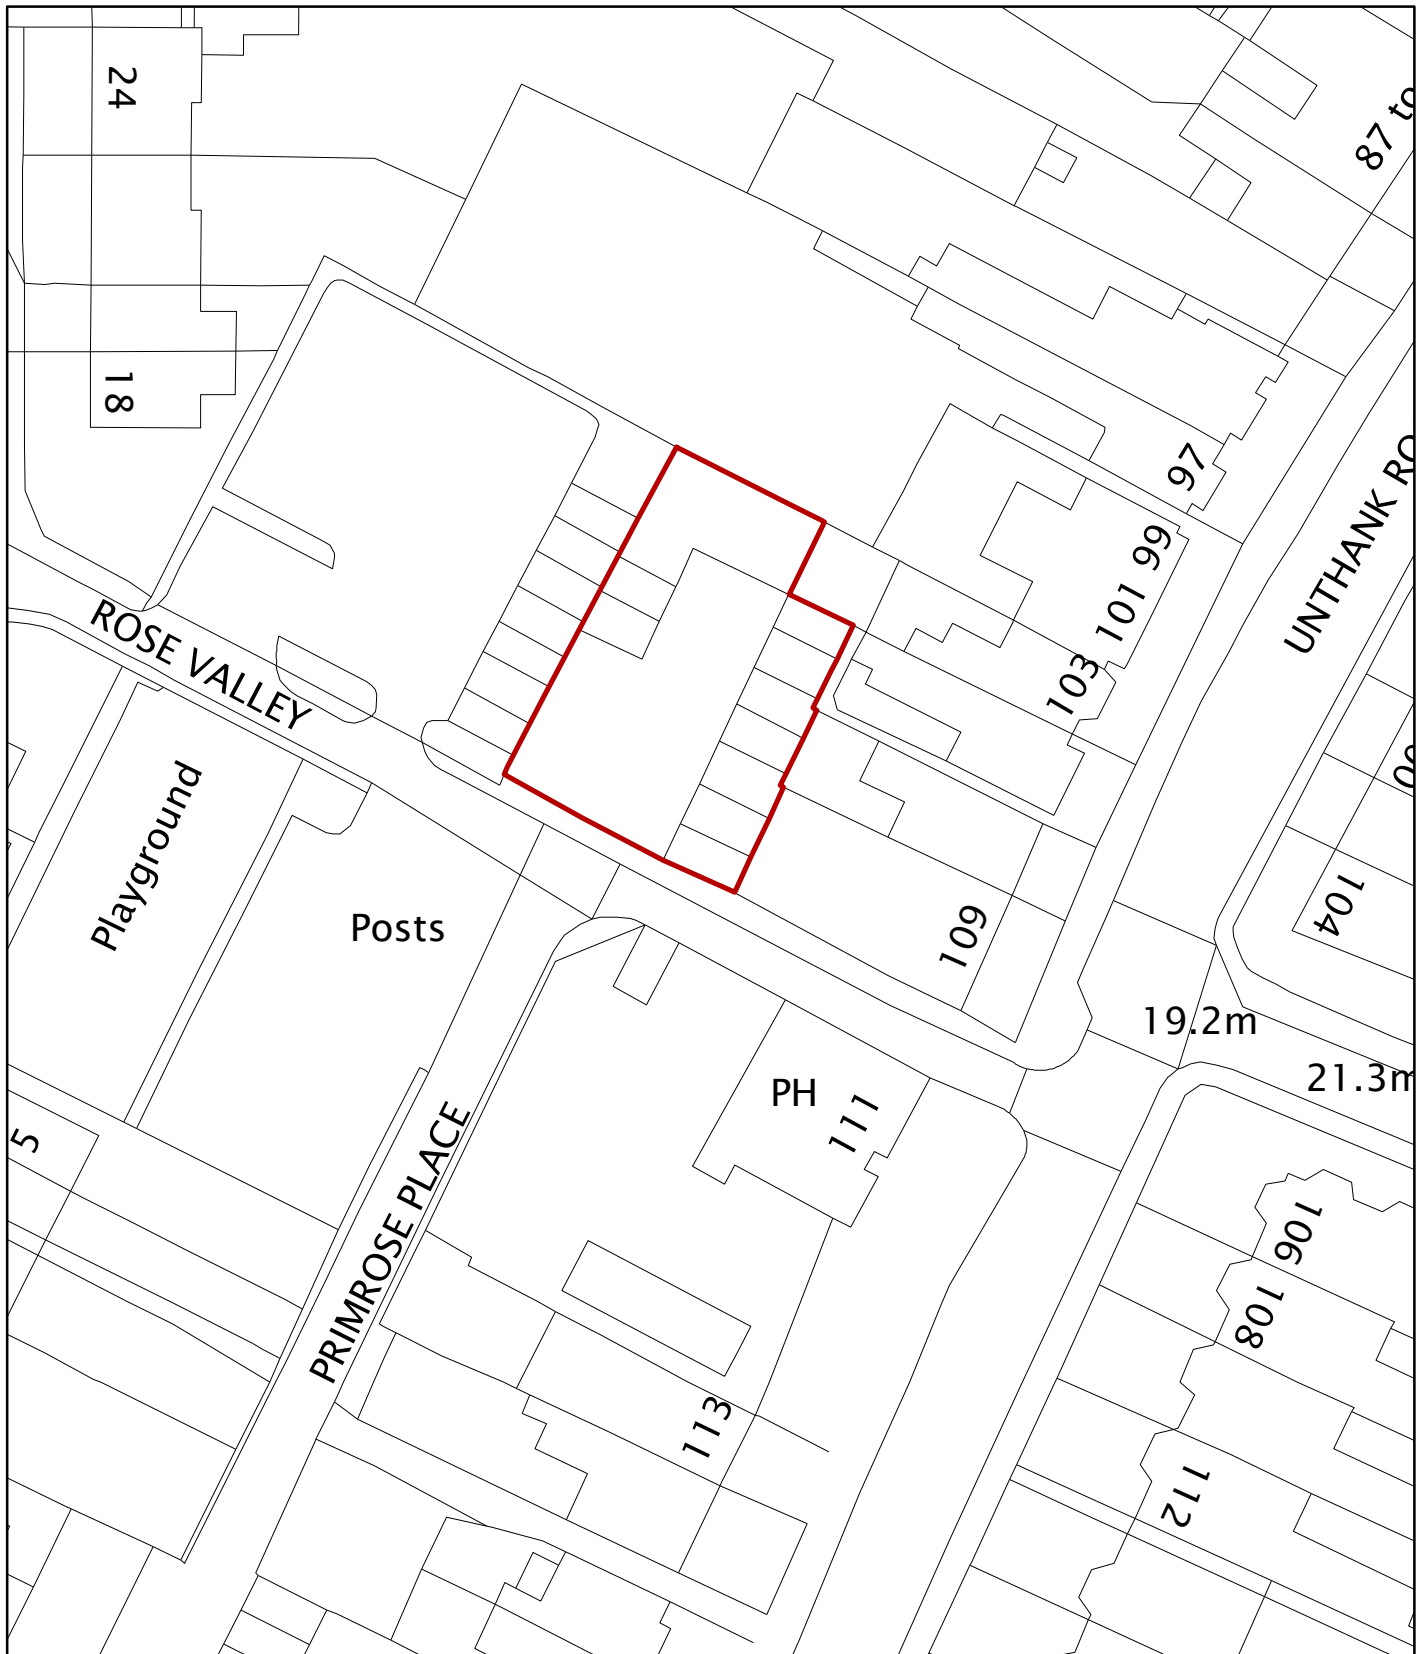 24
87 to
18
97
UNTHANK RO
99
101
103
ROSE VALLEY
Playground
Posts
104
109
19.2m
21.3m
PH
111
5
PRIMROSE PLACE
106
108
113
112